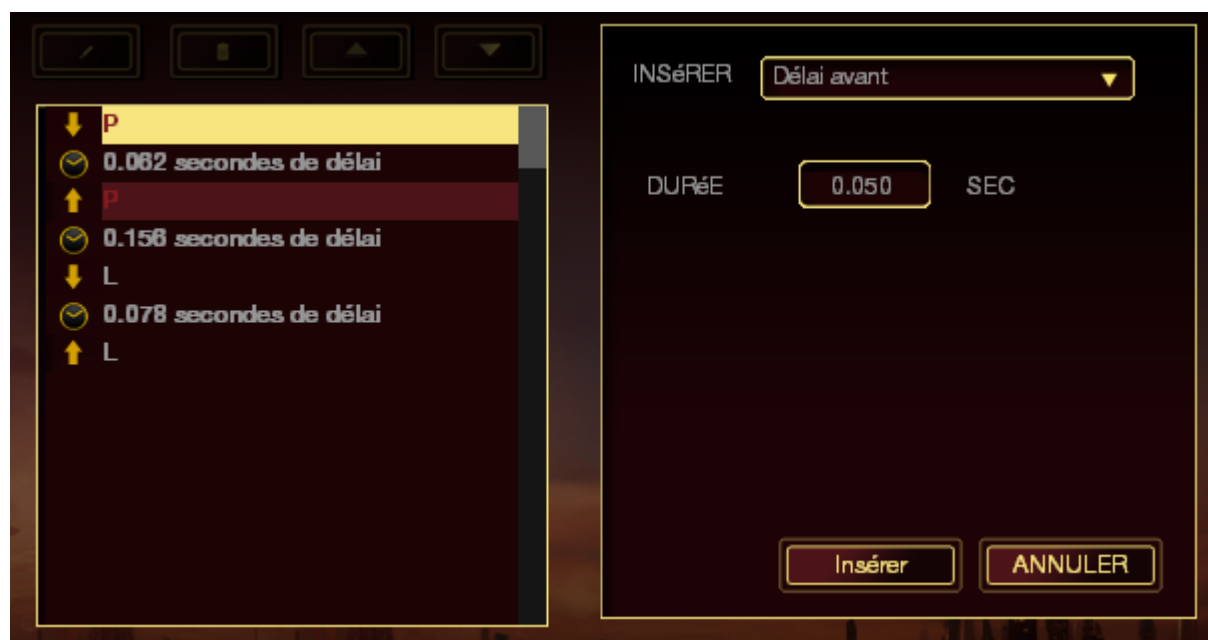 P
0.062 secondes de délai
P
0.156 secondes de délai
L
0.078 secondes de délai
L
INSéRER Délai avant
DURéE 0.050 SEC
Insérer ANNULER